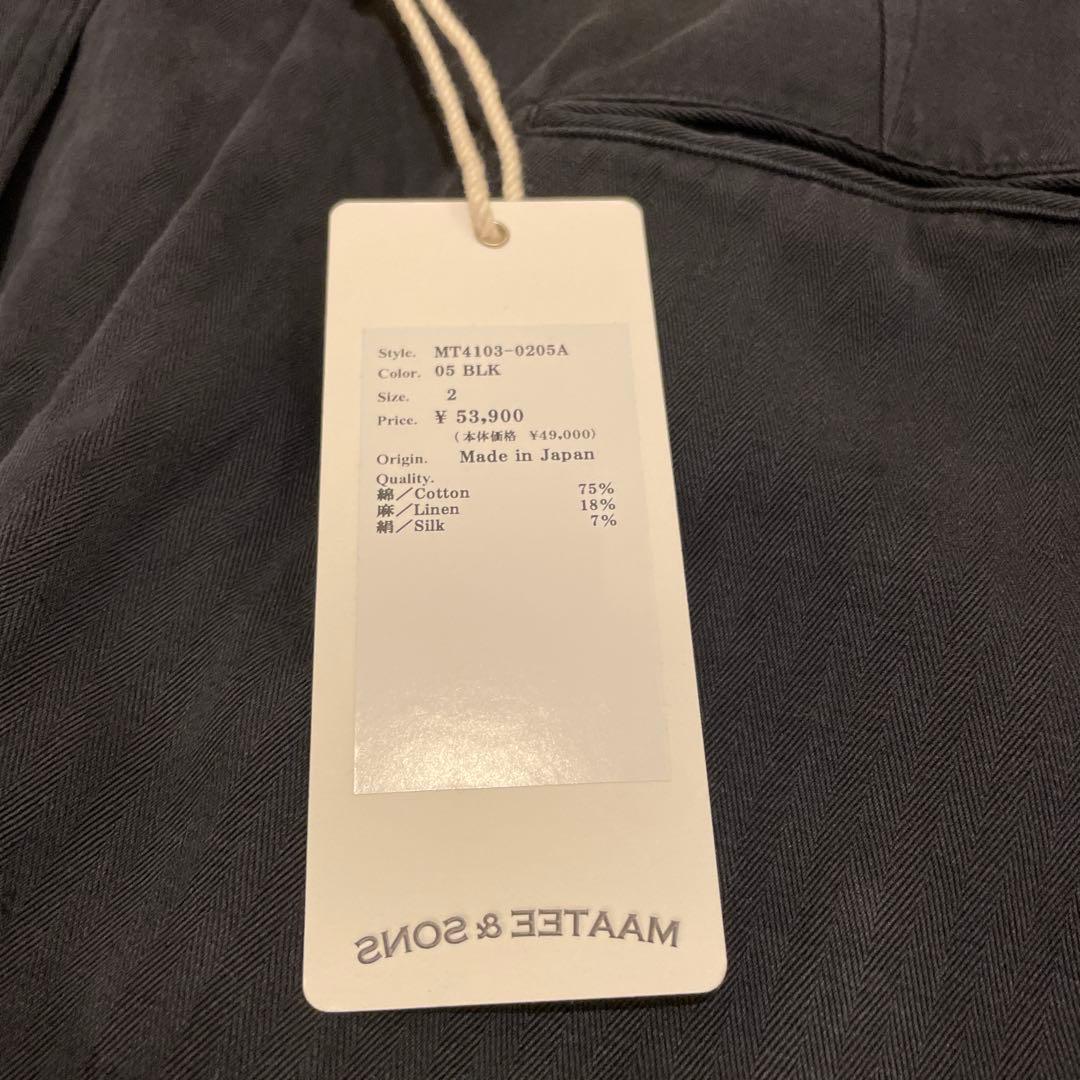 Style. MT4103-0205A
Color. 05 BLK
Size. 2
Price. ¥ 53,900
(本体価格 ¥49,000)
Origin. Made in Japan
Quality.
綿/Cotton 75%
麻/Linen 18%
絹/Silk 7%
MAATEE & SONS